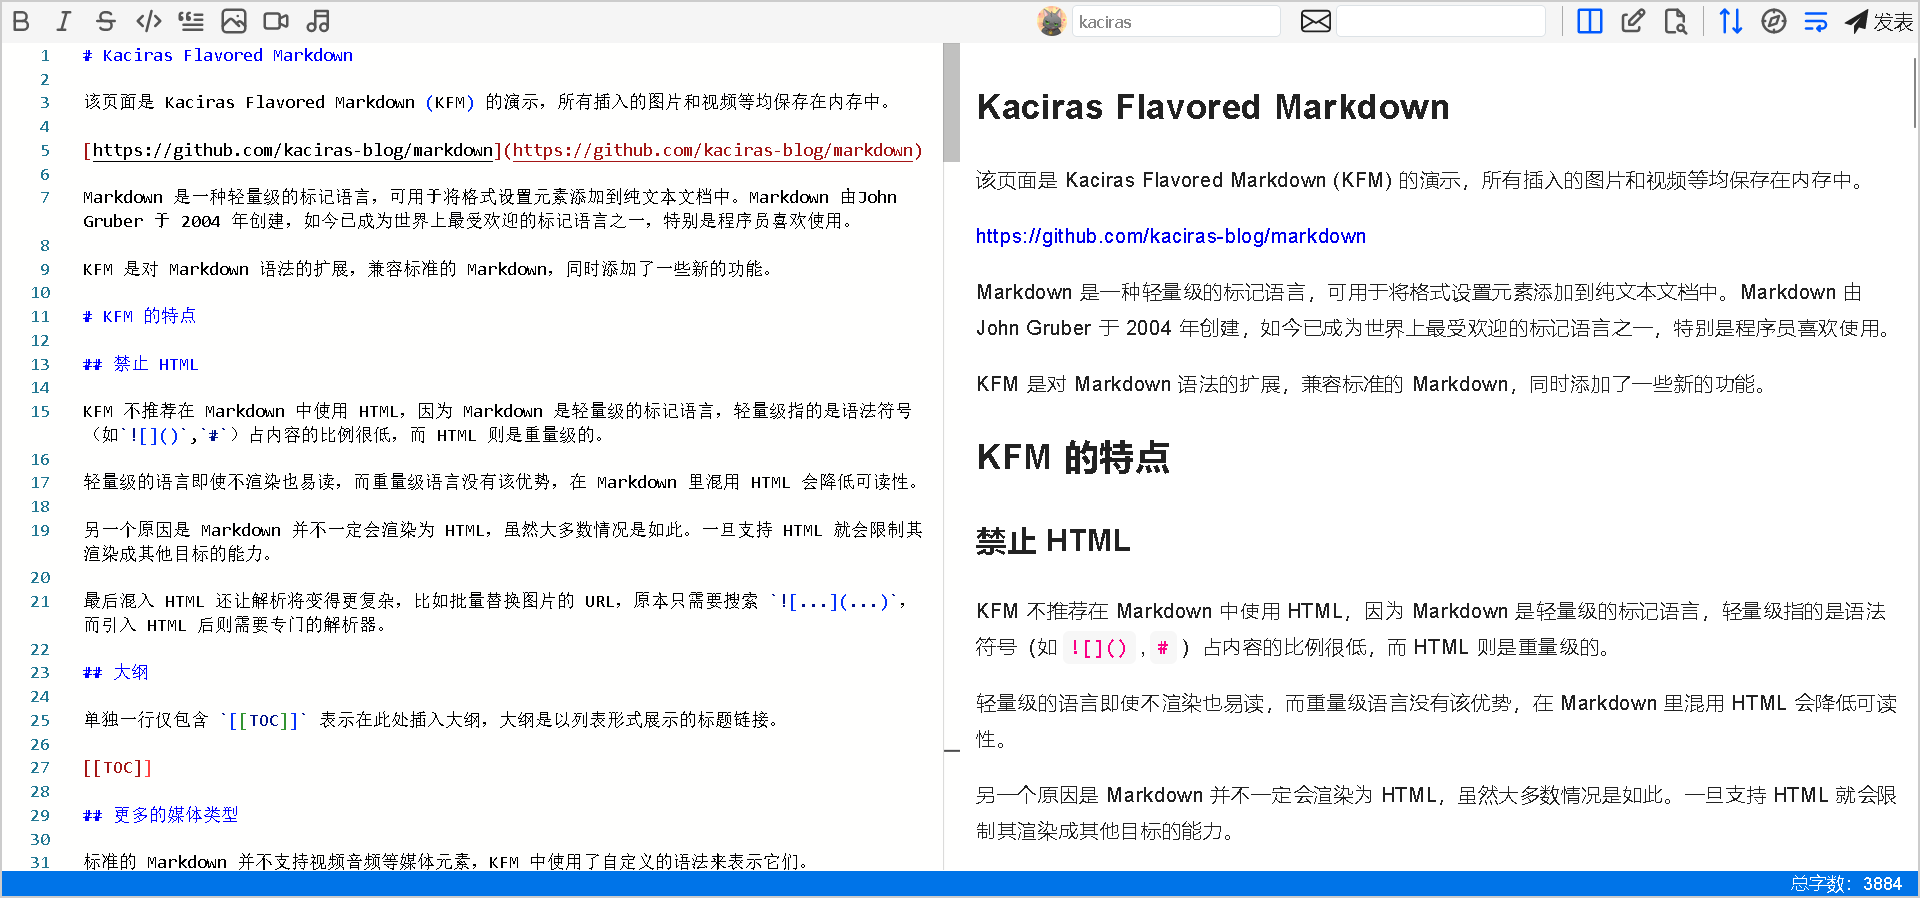 kaciras
发表
1 # Kaciras Flavored Markdown
2
3 该页面是 Kaciras Flavored Markdown (KFM) 的演示，所有插入的图片和视频等均保存在内存中。
4
5 [https://github.com/kaciras-blog/markdown](https://github.com/kaciras-blog/markdown)
6
7 Markdown 是一种轻量级的标记语言，可用于将格式设置元素添加到纯文本文档中。Markdown 由John
Gruber 于 2004 年创建，如今已成为世界上最受欢迎的标记语言之一，特别是程序员喜欢使用。
8
9 KFM 是对 Markdown 语法的扩展，兼容标准的 Markdown，同时添加了一些新的功能。
10
11 # KFM 的特点
12
13 ## 禁止 HTML
14
15 KFM 不推荐在 Markdown 中使用 HTML，因为 Markdown 是轻量级的标记语言，轻量级指的是语法符号
（如`![]()`,`#`）占内容的比例很低，而 HTML 则是重量级的。
16
17 轻量级的语言即使不渲染也易读，而重量级语言没有该优势，在 Markdown 里混用 HTML 会降低可读性。
18
19 另一个原因是 Markdown 并不一定会渲染为 HTML，虽然大多数情况是如此。一旦支持 HTML 就会限制其
渲染成其他目标的能力。
20
21 最后混入 HTML 还让解析将变得更复杂，比如批量替换图片的 URL，原本只需要搜索 `![...](...)`，
而引入 HTML 后则需要专门的解析器。
22
23 ## 大纲
24
25 单独一行仅包含 `[[TOC]]` 表示在此处插入大纲，大纲是以列表形式展示的标题链接。
26
27 [[TOC]]
28
29 ## 更多的媒体类型
30
31 标准的 Markdown 并不支持视频音频等媒体元素，KFM 中使用了自定义的语法来表示它们。
Kaciras Flavored Markdown
该页面是 Kaciras Flavored Markdown (KFM) 的演示，所有插入的图片和视频等均保存在内存中。
https://github.com/kaciras-blog/markdown
Markdown 是一种轻量级的标记语言，可用于将格式设置元素添加到纯文本文档中。Markdown 由
John Gruber 于 2004 年创建，如今已成为世界上最受欢迎的标记语言之一，特别是程序员喜欢使用。
KFM 是对 Markdown 语法的扩展，兼容标准的 Markdown，同时添加了一些新的功能。
KFM 的特点
禁止 HTML
KFM 不推荐在 Markdown 中使用 HTML，因为 Markdown 是轻量级的标记语言，轻量级指的是语法
符号（如 ![]() , # ）占内容的比例很低，而 HTML 则是重量级的。
轻量级的语言即使不渲染也易读，而重量级语言没有该优势，在 Markdown 里混用 HTML 会降低可读
性。
另一个原因是 Markdown 并不一定会渲染为 HTML，虽然大多数情况是如此。一旦支持 HTML 就会限
制其渲染成其他目标的能力。
总字数：3884